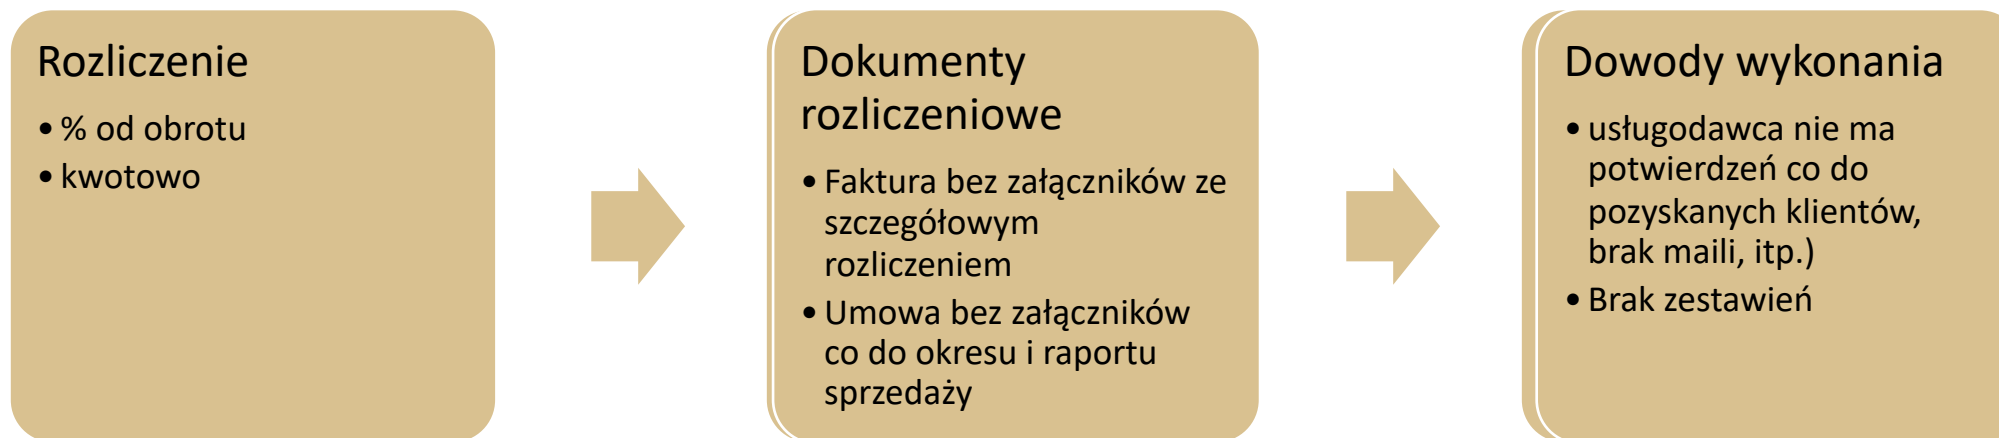 Rozliczenie
• % od obrotu
• kwotowo
Dokumenty
rozliczeniowe
• Faktura bez załączników ze
szczegółowym
rozliczeniem
• Umowa bez załączników
co do okresu i raportu
sprzedaży
Dowody wykonania
• usługodawca nie ma
potwierdzeń co do
pozyskanych klientów,
brak maili, itp.)
• Brak zestawień